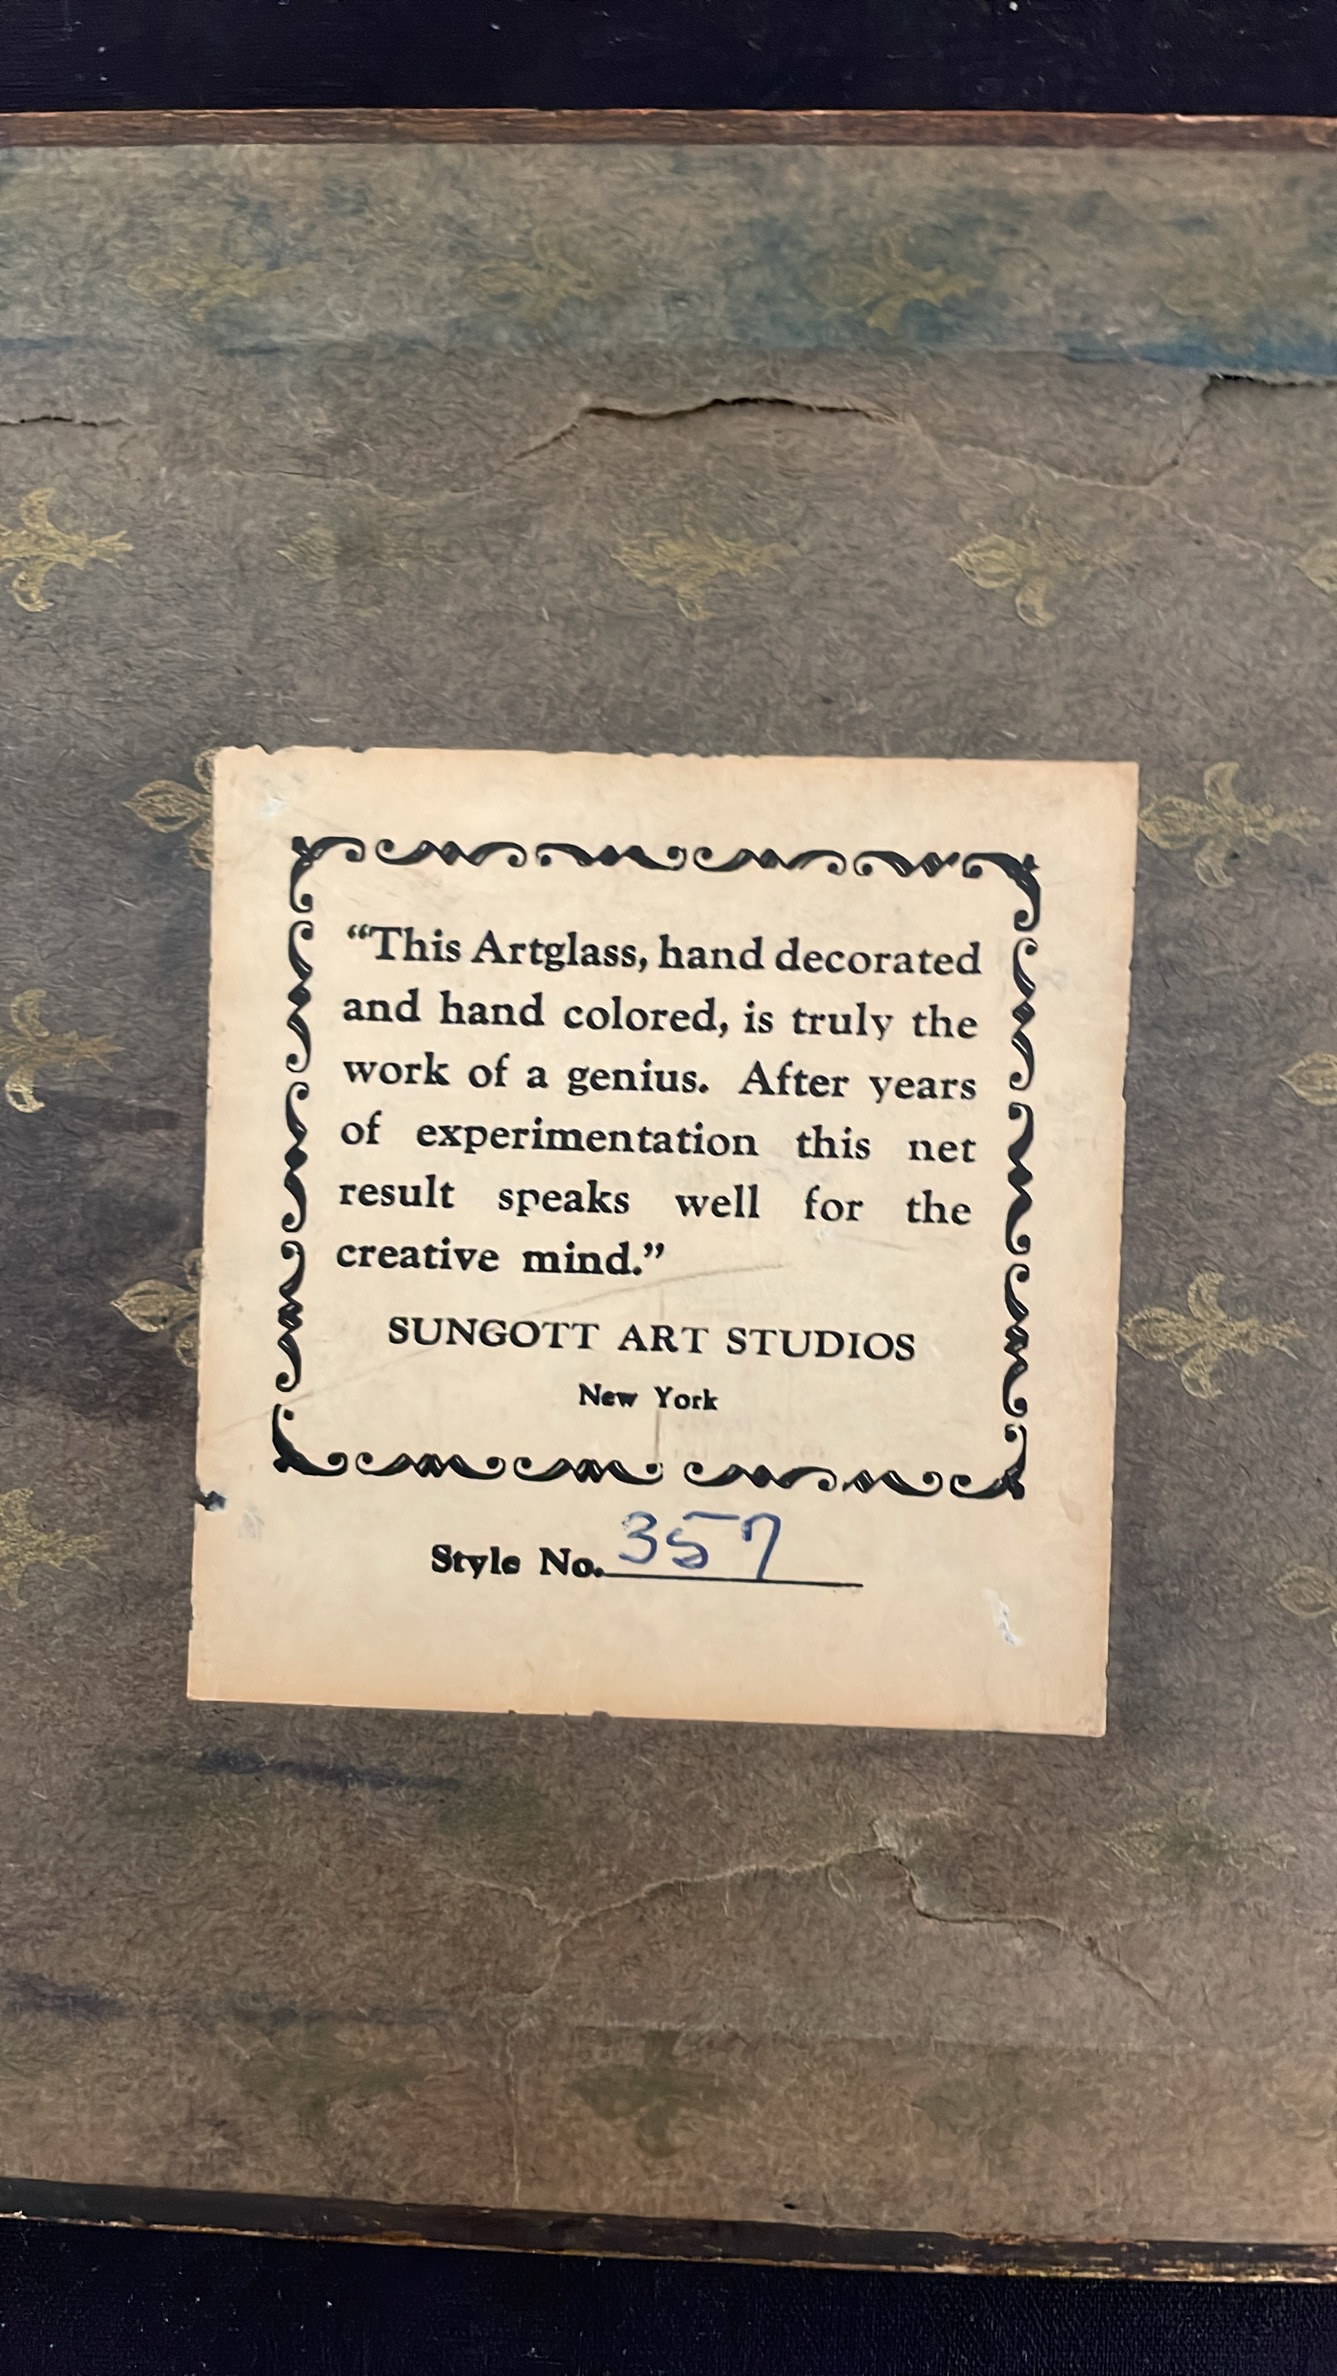 “This Artglass, hand decorated
and hand colored, is truly the
work of a genius. After years
of experimentation this net
result speaks well for the
creative mind.”
SUNGOTT ART STUDIOS
New York
Style No. 357